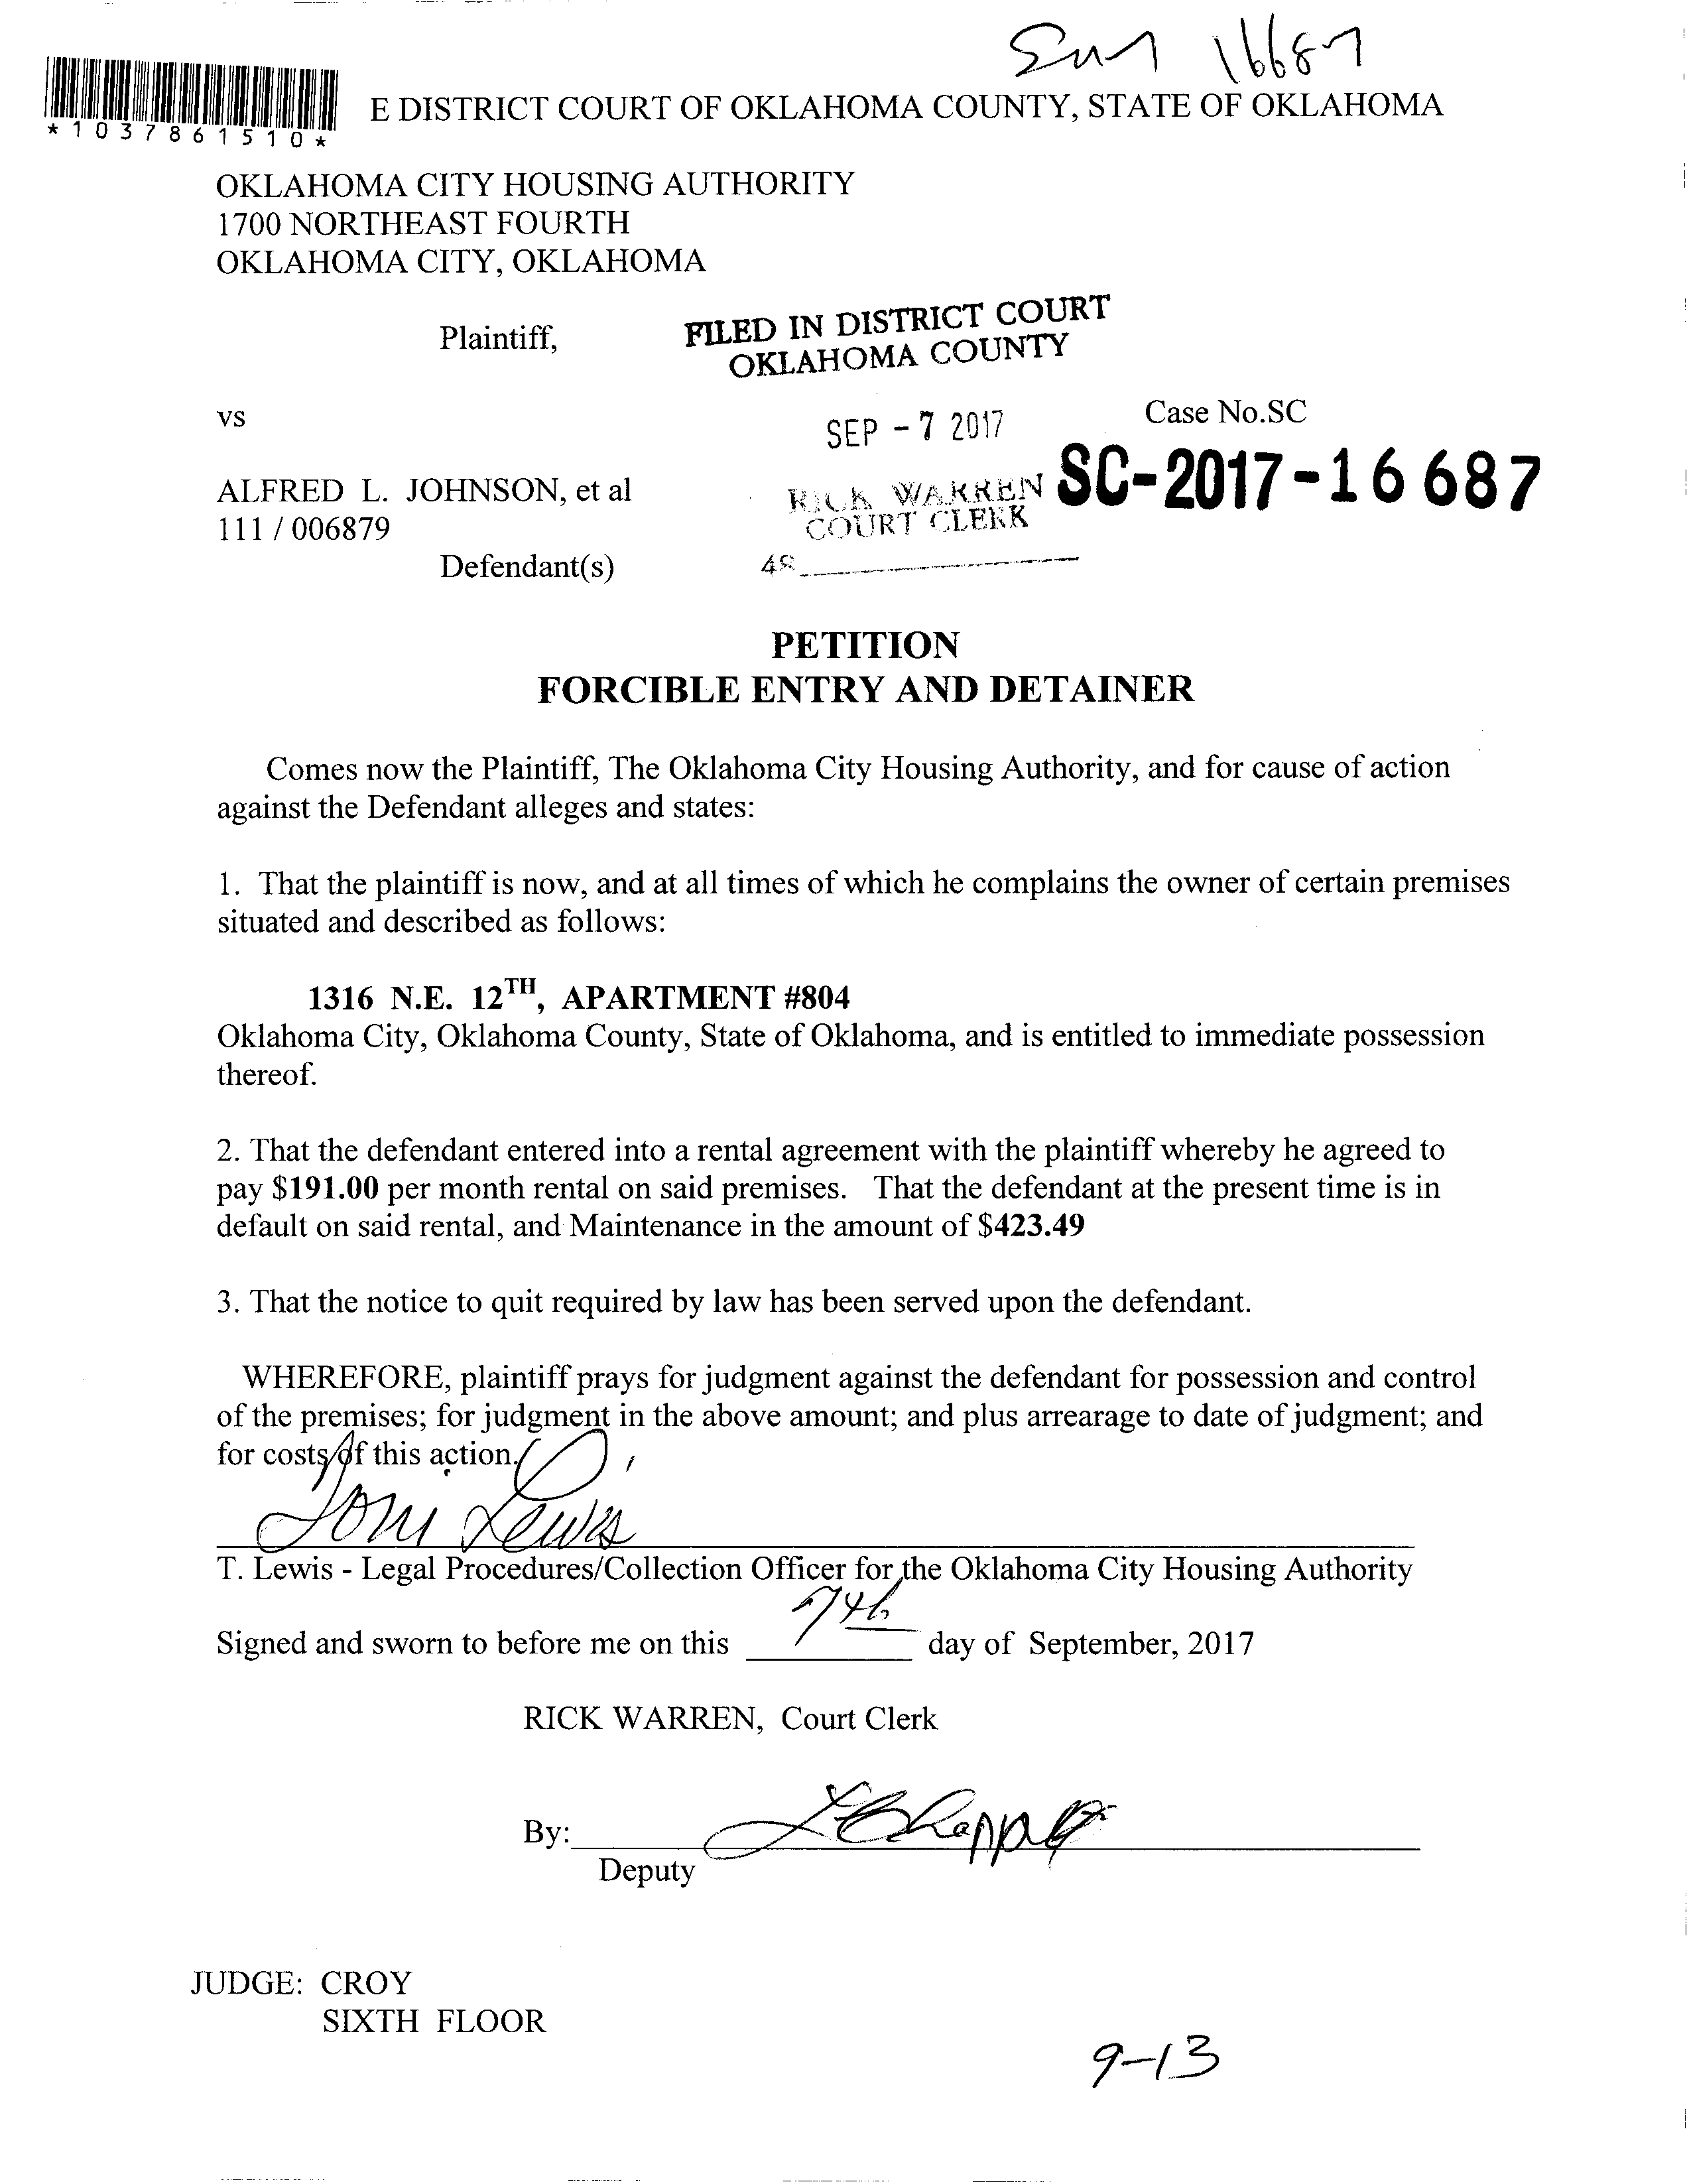 16687
*1037861510*
E DISTRICT COURT OF OKLAHOMA COUNTY, STATE OF OKLAHOMA
OKLAHOMA CITY HOUSING AUTHORITY
1700 NORTHEAST FOURTH
OKLAHOMA CITY, OKLAHOMA
Plaintiff,
FILED IN DISTRICT COURT
OKLAHOMA COUNTY
vs
SEP - 7 2017
Case No.SC
SC-2017-16687
ALFRED L. JOHNSON, et al
111 / 006879
RICK WARREN
COURT CLERK
Defendant(s)
48
PETITION
FORCIBLE ENTRY AND DETAINER
Comes now the Plaintiff, The Oklahoma City Housing Authority, and for cause of action
against the Defendant alleges and states:
1. That the plaintiff is now, and at all times of which he complains the owner of certain premises
situated and described as follows:
1316 N.E. 12TH, APARTMENT #804
Oklahoma City, Oklahoma County, State of Oklahoma, and is entitled to immediate possession
thereof.
2. That the defendant entered into a rental agreement with the plaintiff whereby he agreed to
pay $191.00 per month rental on said premises. That the defendant at the present time is in
default on said rental, and Maintenance in the amount of $423.49
3. That the notice to quit required by law has been served upon the defendant.
WHEREFORE, plaintiff prays for judgment against the defendant for possession and control
of the premises; for judgment in the above amount; and plus arrearage to date of judgment; and
for costs of this action.
Toni Lewis
T. Lewis - Legal Procedures/Collection Officer for the Oklahoma City Housing Authority
Signed and sworn to before me on this 7th day of September, 2017
RICK WARREN, Court Clerk
By:
Deputy
JUDGE: CROY
SIXTH FLOOR
9-13